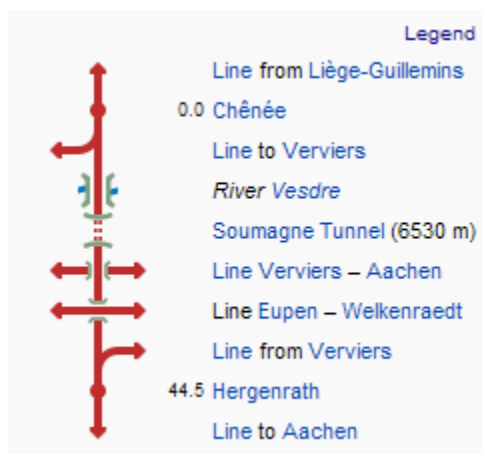 Legend
Line from Liège-Guillemins
0.0 Chênée
Line to Verviers
River Vesdre
Soumagne Tunnel (6530 m)
Line Verviers – Aachen
Line Eupen – Welkenraedt
Line from Verviers
44.5 Hergenrath
Line to Aachen